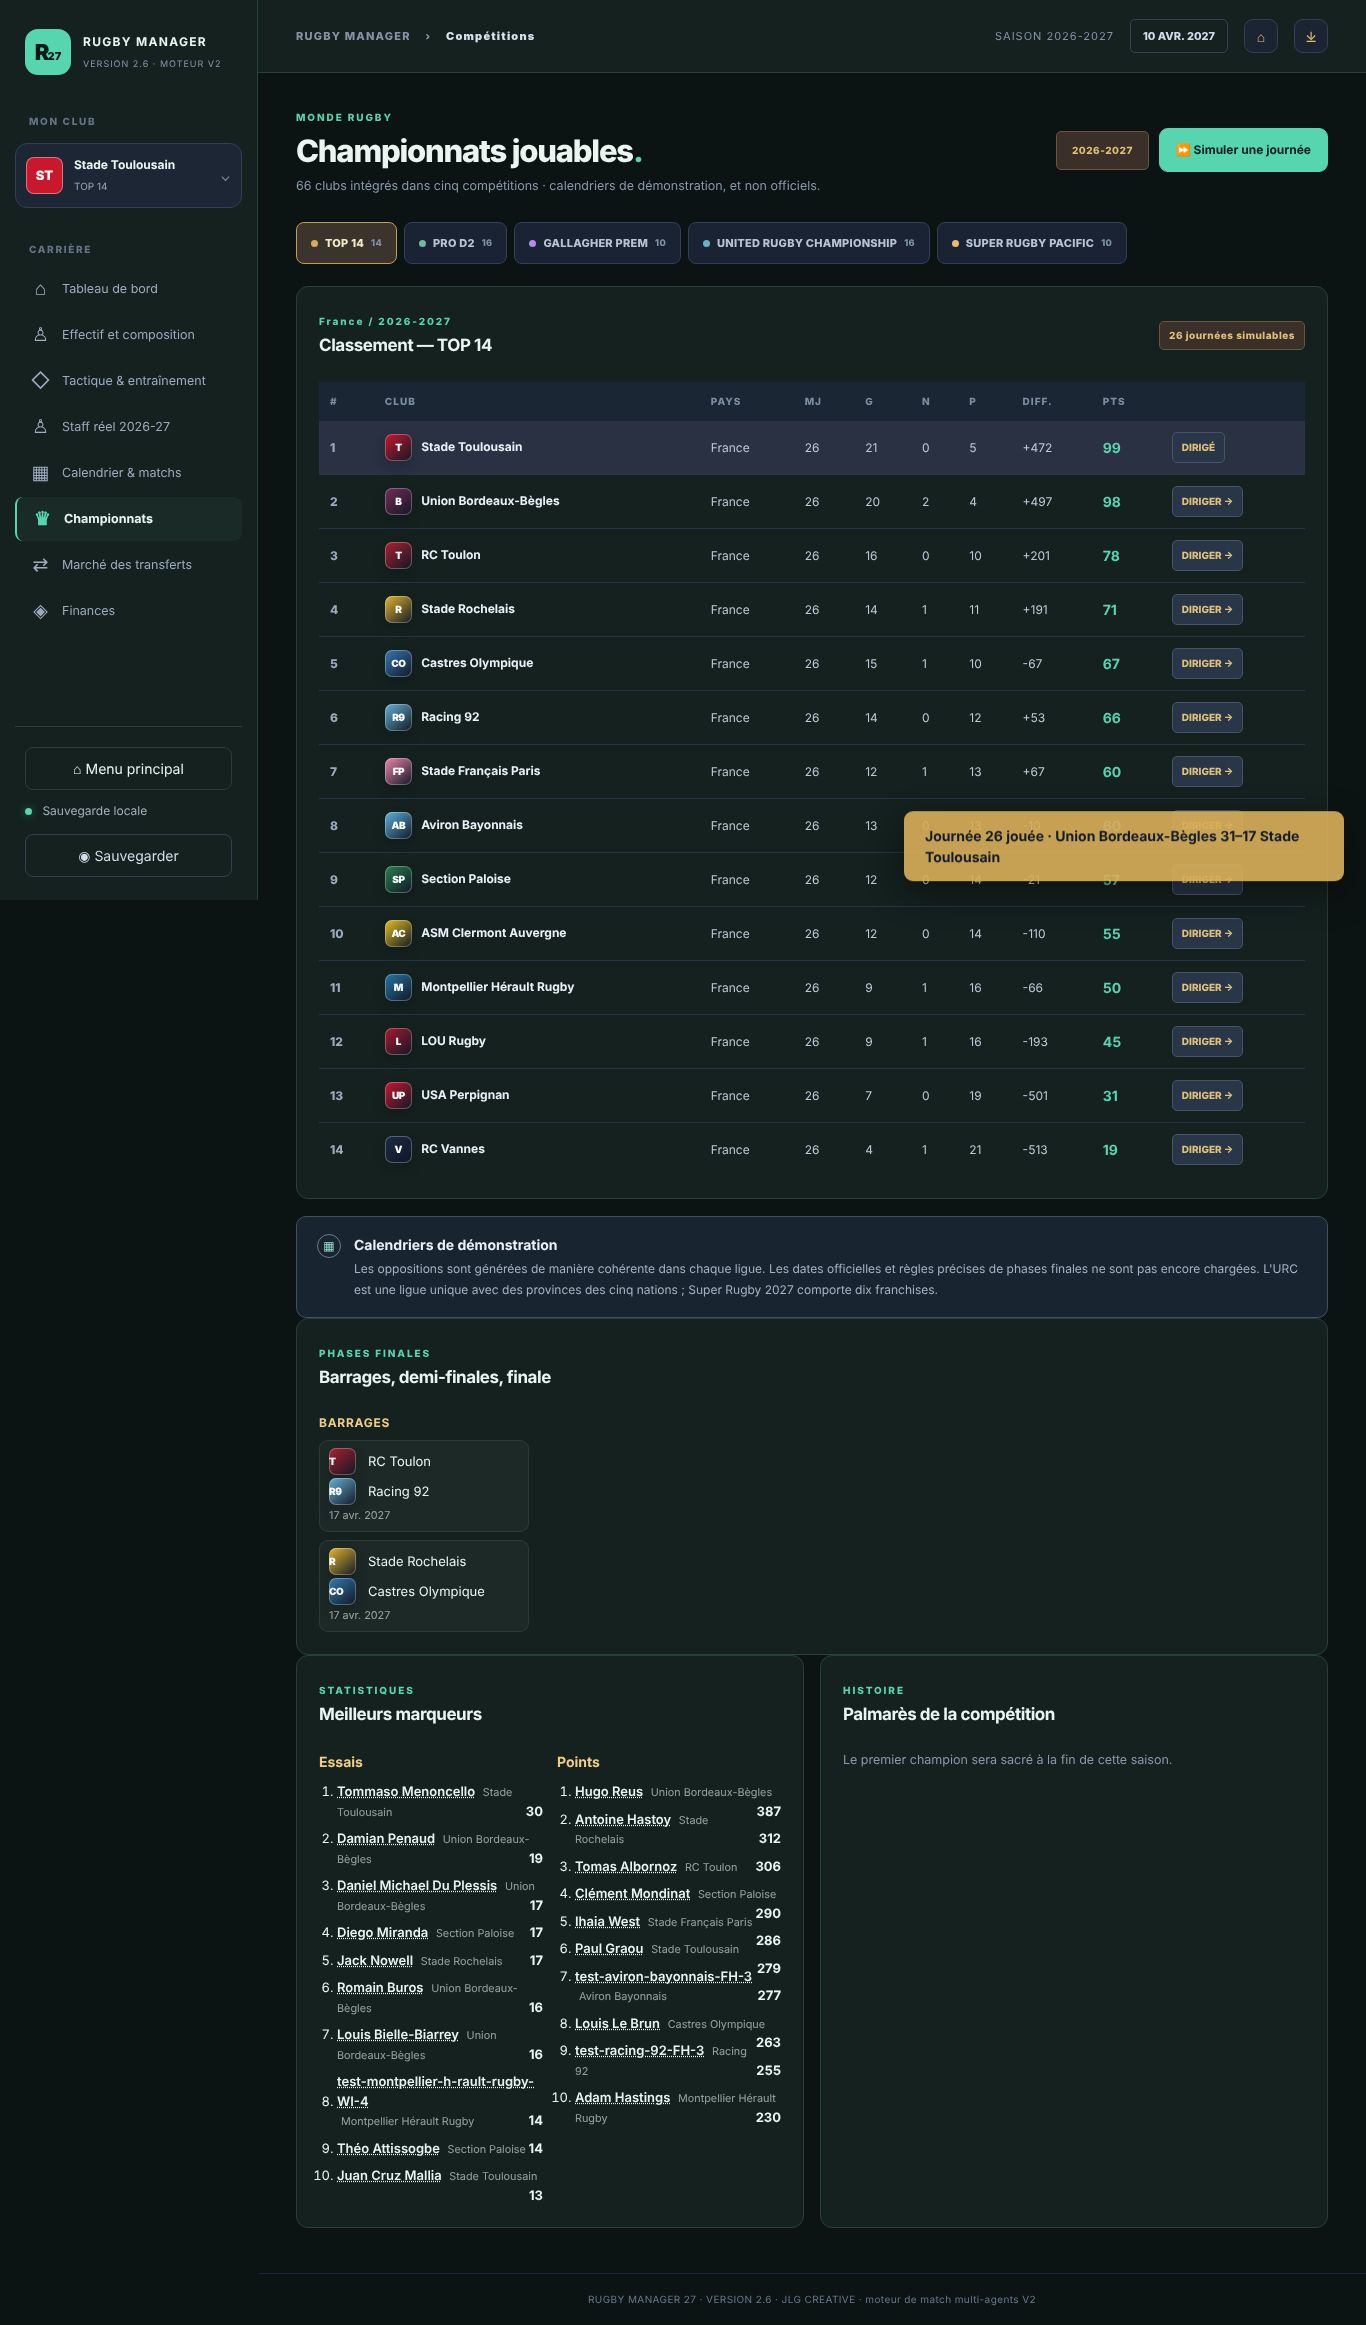 R27
RUGBY MANAGER
VERSION 2.6 · MOTEUR V2
MON CLUB
ST
Stade Toulousain
TOP 14
CARRIÈRE
Tableau de bord
Effectif et composition
Tactique & entraînement
Staff réel 2026-27
Calendrier & matchs
Championnats
Marché des transferts
Finances
Menu principal
Sauvegarde locale
Sauvegarder
RUGBY MANAGER › Compétitions
SAISON 2026-2027
10 AVR. 2027
MONDE RUGBY
Championnats jouables.
66 clubs intégrés dans cinq compétitions · calendriers de démonstration, et non officiels.
2026-2027
Simuler une journée
TOP 14 14
PRO D2 16
GALLAGHER PREM 10
UNITED RUGBY CHAMPIONSHIP 16
SUPER RUGBY PACIFIC 10
France / 2026-2027
Classement — TOP 14
26 journées simulables
# CLUB PAYS MJ G N P DIFF. PTS
1 T Stade Toulousain France 26 21 0 5 +472 99 DIRIGÉ
2 B Union Bordeaux-Bègles France 26 20 2 4 +497 98 DIRIGER →
3 T RC Toulon France 26 16 0 10 +201 78 DIRIGER →
4 R Stade Rochelais France 26 14 1 11 +191 71 DIRIGER →
5 CO Castres Olympique France 26 15 1 10 -67 67 DIRIGER →
6 R9 Racing 92 France 26 14 0 12 +53 66 DIRIGER →
7 FP Stade Français Paris France 26 12 1 13 +67 60 DIRIGER →
8 AB Aviron Bayonnais France 26 13
Journée 26 jouée · Union Bordeaux-Bègles 31–17 Stade
Toulousain
9 SP Section Paloise France 26 12 0 14 -21 57
10 AC ASM Clermont Auvergne France 26 12 0 14 -110 55 DIRIGER →
11 M Montpellier Hérault Rugby France 26 9 1 16 -66 50 DIRIGER →
12 L LOU Rugby France 26 9 1 16 -193 45 DIRIGER →
13 UP USA Perpignan France 26 7 0 19 -501 31 DIRIGER →
14 V RC Vannes France 26 4 1 21 -513 19 DIRIGER →
Calendriers de démonstration
Les oppositions sont générées de manière cohérente dans chaque ligue. Les dates officielles et règles précises de phases finales ne sont pas encore chargées. L'URC
est une ligue unique avec des provinces des cinq nations ; Super Rugby 2027 comporte dix franchises.
PHASES FINALES
Barrages, demi-finales, finale
BARRAGES
T RC Toulon
R9 Racing 92
17 avr. 2027
R Stade Rochelais
CO Castres Olympique
17 avr. 2027
STATISTIQUES
Meilleurs marqueurs
Essais
1. Tommaso Menoncello Stade
Toulousain 30
2. Damian Penaud Union Bordeaux-
Bègles 19
3. Daniel Michael Du Plessis Union
Bordeaux-Bègles 17
4. Diego Miranda Section Paloise 17
5. Jack Nowell Stade Rochelais 17
6. Romain Buros Union Bordeaux-
Bègles 16
7. Louis Bielle-Biarrey Union
Bordeaux-Bègles 16
test-montpellier-h-rault-rugby-
8. WI-4
Montpellier Hérault Rugby 14
9. Théo Attissogbe Section Paloise 14
10. Juan Cruz Mallia Stade Toulousain
13
Points
1. Hugo Reus Union Bordeaux-Bègles
387
2. Antoine Hastoy Stade
Rochelais 312
3. Tomas Albornoz RC Toulon 306
4. Clément Mondinat Section Paloise
290
5. Ihaia West Stade Français Paris
286
6. Paul Graou Stade Toulousain
279
7. test-aviron-bayonnais-FH-3
Aviron Bayonnais 277
8. Louis Le Brun Castres Olympique
263
9. test-racing-92-FH-3 Racing
92 255
10. Adam Hastings Montpellier Hérault
Rugby 230
HISTOIRE
Palmarès de la compétition
Le premier champion sera sacré à la fin de cette saison.
RUGBY MANAGER 27 · VERSION 2.6 · JLG CREATIVE · moteur de match multi-agents V2